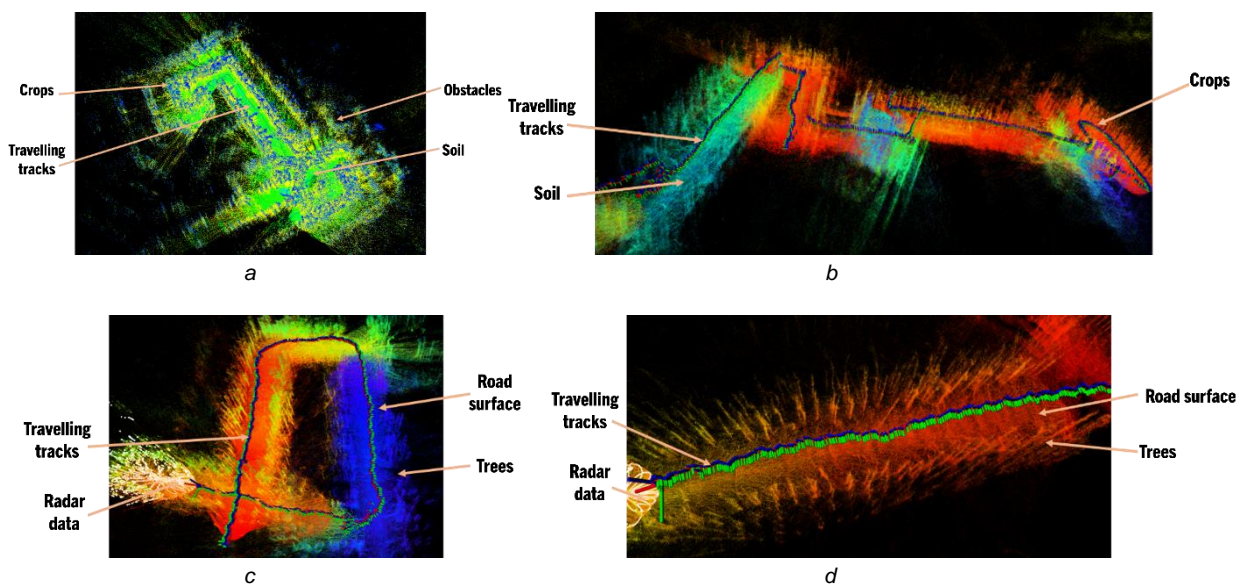 Crops
Travelling
tracks
Obstacles
Soil
a
Travelling
tracks
Soil
Crops
b
Travelling
tracks
Radar
data
Road
surface
Trees
c
Travelling
tracks
Radar
data
Road surface
Trees
d